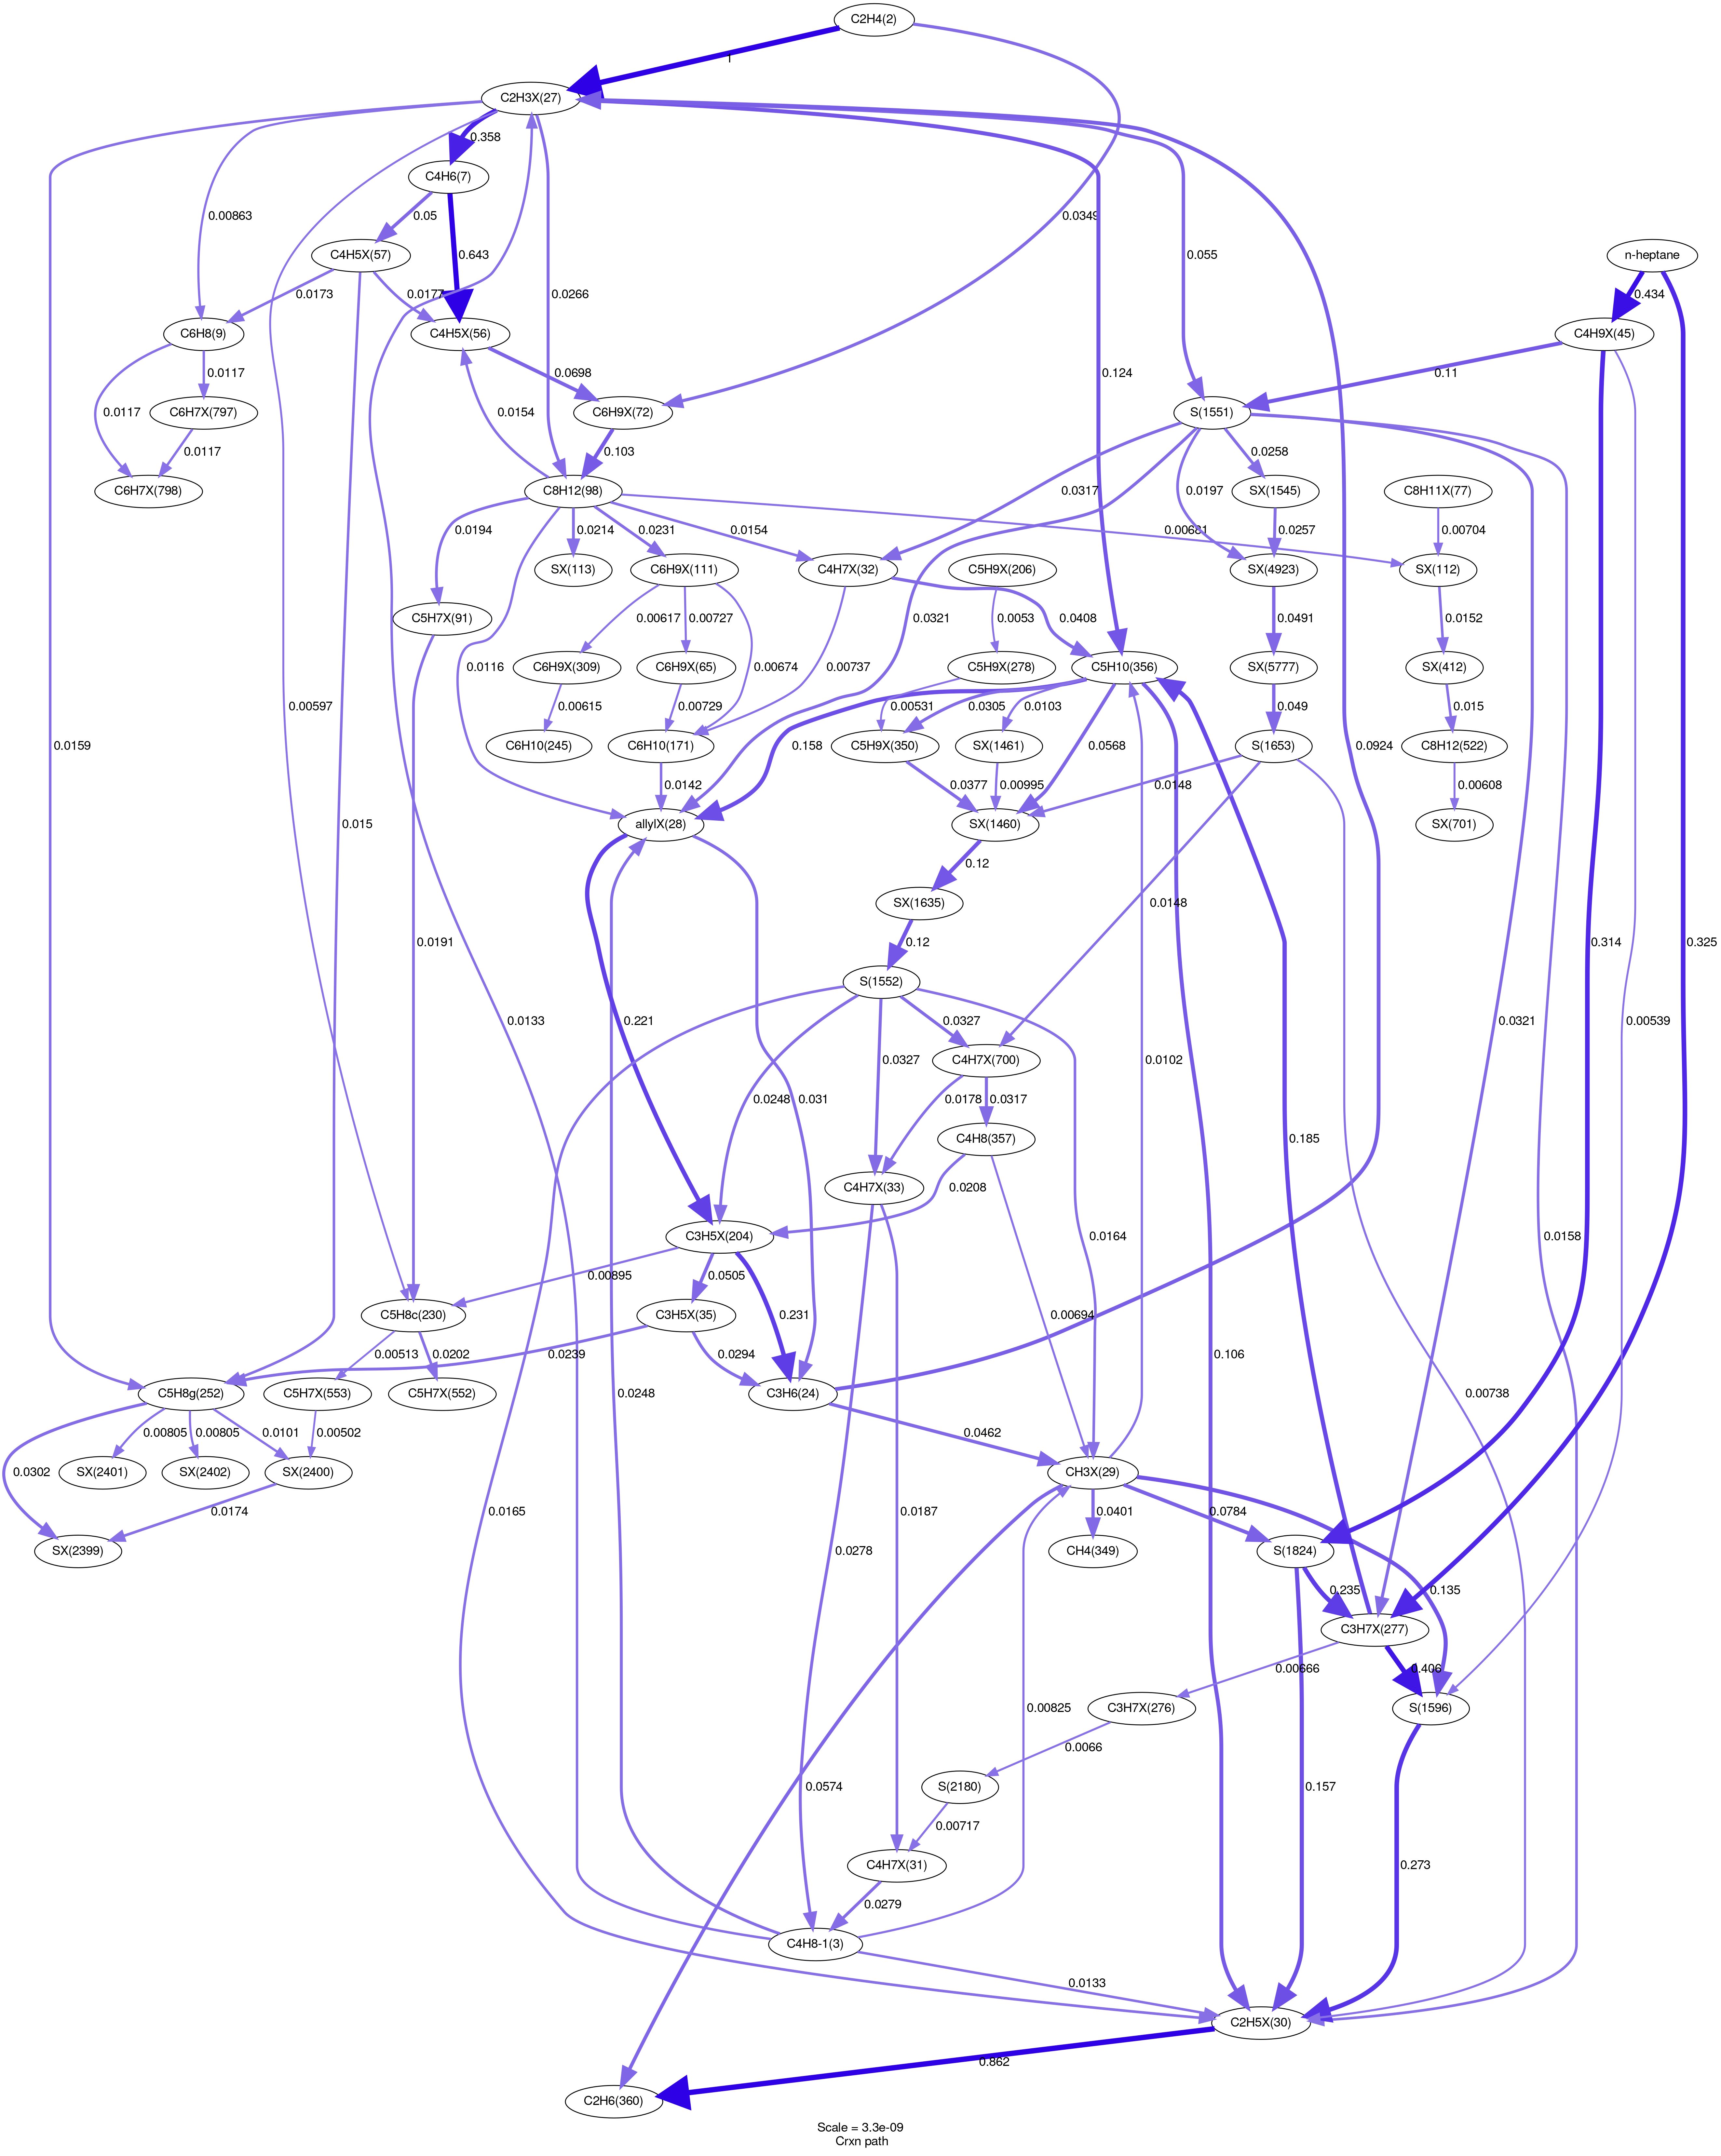 C2H4(2)
1
C2H3X(27)
0.358
C4H6(7)
0.00863
0.05
0.0349
C4H5X(57)
0.643
0.055
n-heptane
0.0266
0.0173
0.0177
0.434
C6H8(9)
C4H5X(56)
C4H9X(45)
0.124
0.0117
0.0117
0.0698
0.11
C6H7X(797)
C6H9X(72)
S(1551)
0.0117
0.0154
0.103
0.0258
C6H7X(798)
C8H12(98)
SX(1545)
C8H11X(77)
0.0317
0.0197
0.0194
0.0214
0.0231
0.0154
0.00681
0.0257
0.00704
SX(113)
C6H9X(111)
C4H7X(32)
C5H9X(206)
SX(4923)
SX(112)
C5H7X(91)
0.0321
0.00617
0.00727
0.0053
0.0408
0.0491
0.0152
0.0116
C6H9X(309)
C6H9X(65)
0.00674
0.00737
C5H9X(278)
C5H10(356)
SX(5777)
SX(412)
0.00597
0.00615
0.00729
0.00531
0.0305
0.0103
0.049
0.015
C6H10(245)
C6H10(171)
0.158
C5H9X(350)
SX(1461)
0.0568
S(1653)
C8H12(522)
0.0159
0.0924
0.0142
0.0377
0.00995
0.0148
0.00608
0.015
allylX(28)
SX(1460)
SX(701)
0.12
SX(1635)
0.0148
0.0191
0.12
0.314
0.325
S(1552)
0.0133
0.221
0.0327
0.0327
0.0321
0.00539
C4H7X(700)
0.0102
0.031
0.0248
0.0178
0.0317
C4H8(357)
0.185
C4H7X(33)
0.0208
C3H5X(204)
0.0164
0.0158
0.00895
0.0505
C5H8c(230)
C3H5X(35)
0.231
0.00694
0.00513
0.0202
0.0239
0.0294
0.106
C5H8g(252)
C5H7X(553)
C5H7X(552)
C3H6(24)
0.0248
0.00738
0.00805
0.00805
0.0101
0.00502
0.0462
0.0302
SX(2401)
SX(2402)
SX(2400)
CH3X(29)
0.0174
0.0165
0.0187
0.0401
0.0784
SX(2399)
0.0278
CH4(349)
S(1824)
0.235
0.135
C3H7X(277)
0.00666
0.406
0.00825
C3H7X(276)
S(1596)
0.0066
S(2180)
0.0574
0.157
0.00717
C4H7X(31)
0.273
0.0279
C4H8-1(3)
0.0133
C2H5X(30)
0.862
C2H6(360)
Scale = 3.3e-09
Crxn path